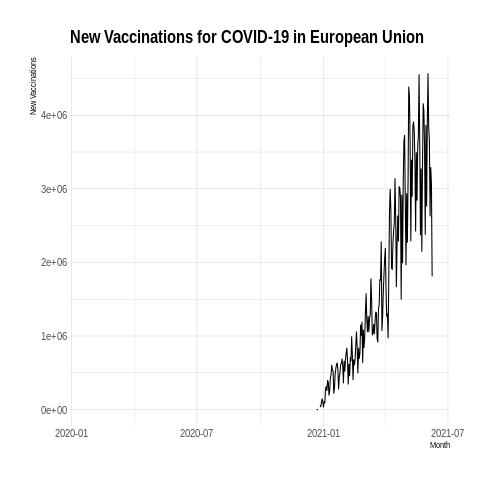 New Vaccinations for COVID-19 in European Union
New Vaccinations
4e+06
3e+06
2e+06
1e+06
0e+00
2020-01 2020-07 2021-01 2021-07
Month